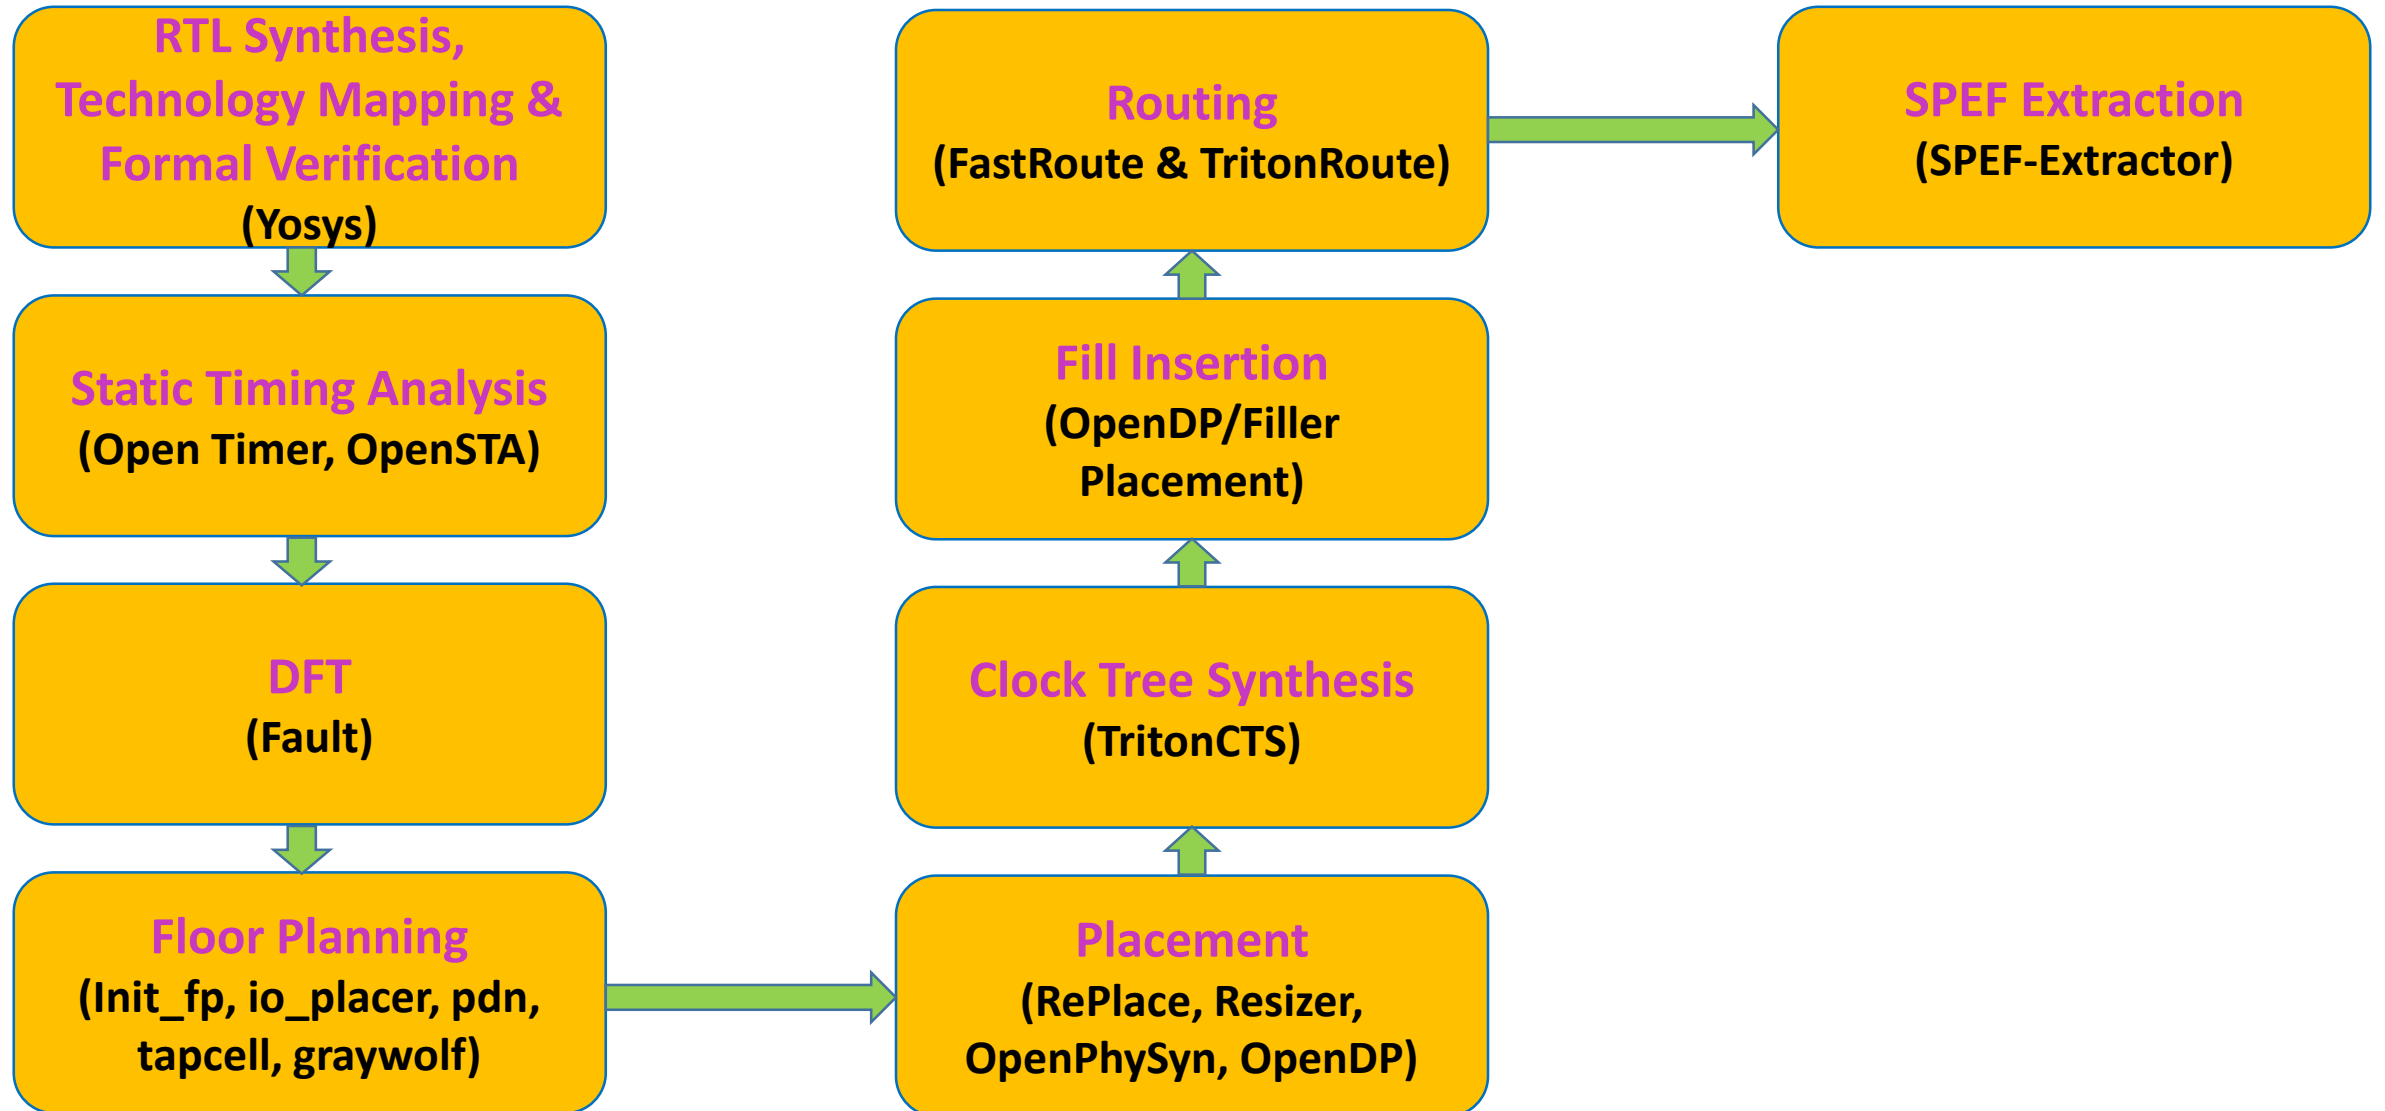 RTL Synthesis,
Technology Mapping &
Formal Verification
(Yosys)
Static Timing Analysis
(Open Timer, OpenSTA)
DFT
(Fault)
Floor Planning
(Init_fp, io_placer, pdn,
tapcell, graywolf)
Placement
(RePlace, Resizer,
OpenPhySyn, OpenDP)
Clock Tree Synthesis
(TritonCTS)
Fill Insertion
(OpenDP/Filler
Placement)
Routing
(FastRoute & TritonRoute)
SPEF Extraction
(SPEF-Extractor)